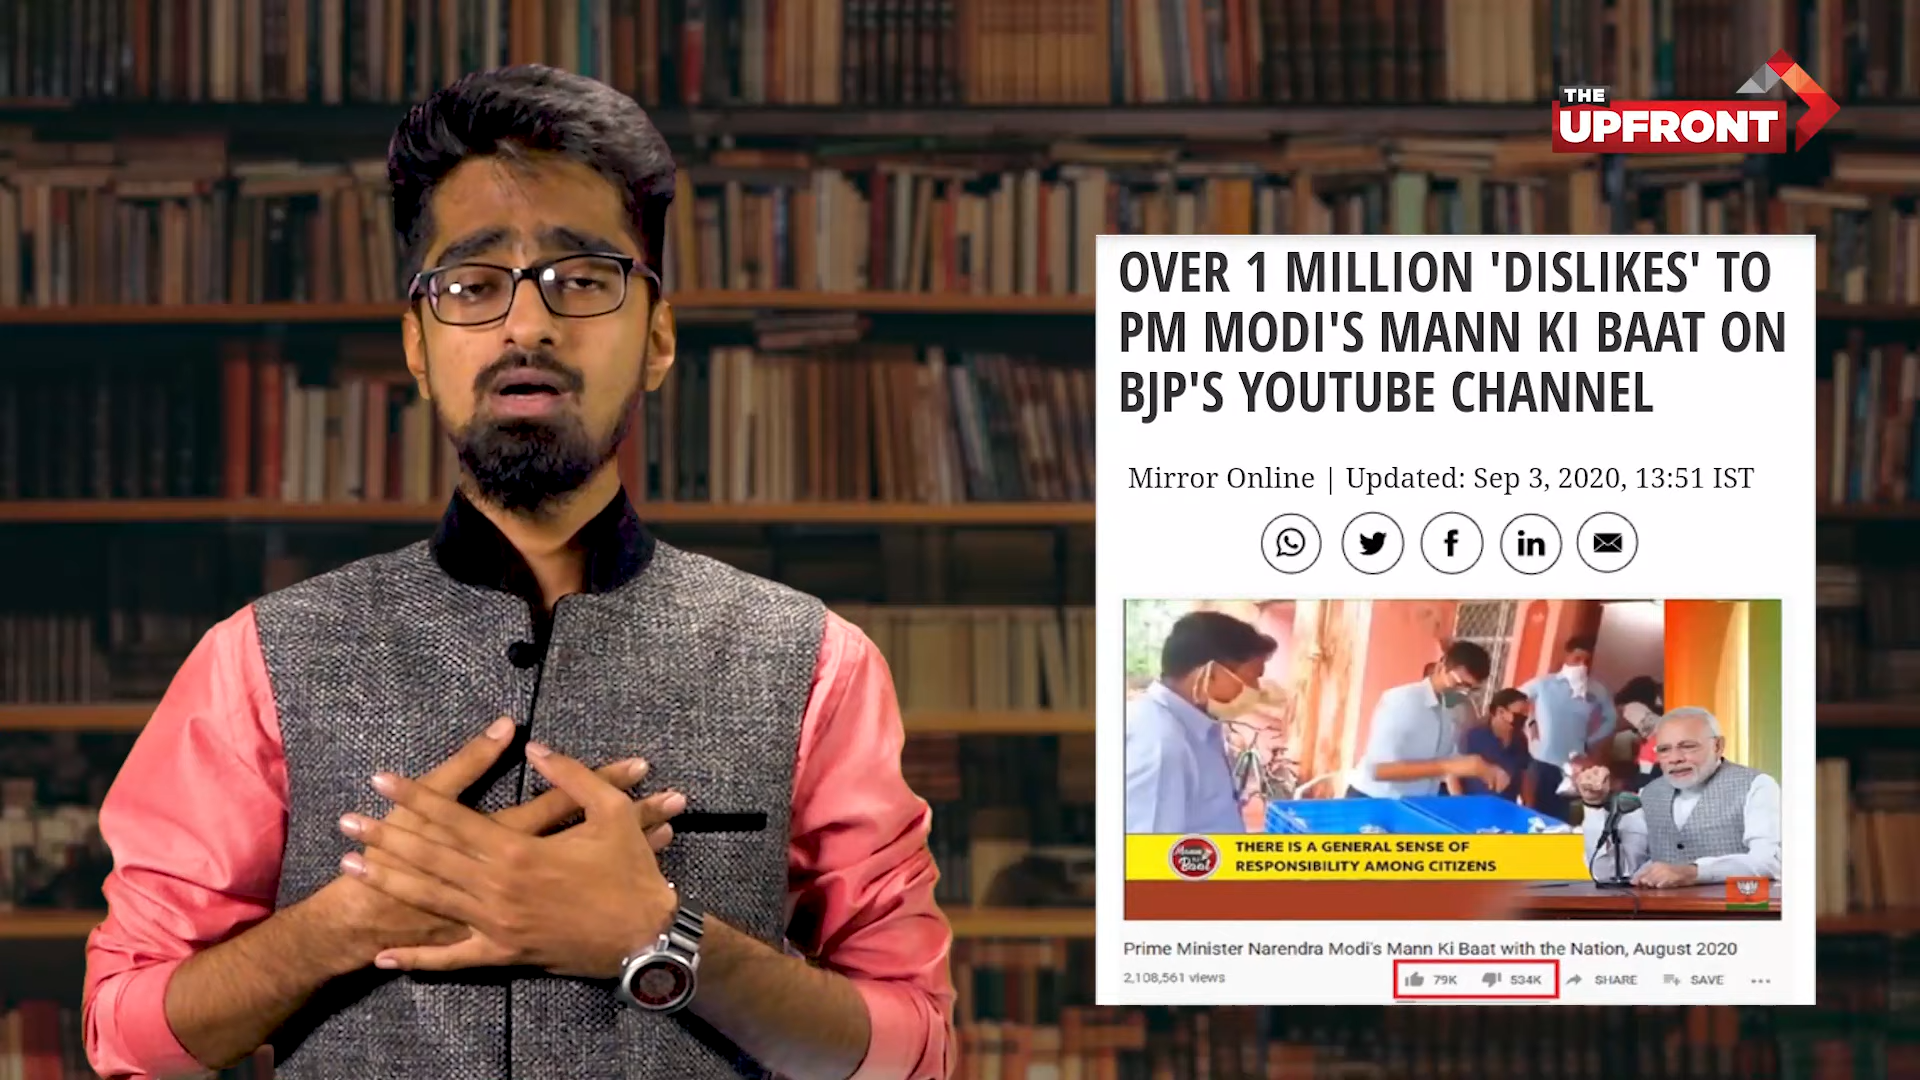 THE
UPFRONT
OVER 1 MILLION 'DISLIKES' TO
PM MODI'S MANN KI BAAT ON
BJP'S YOUTUBE CHANNEL
Mirror Online | Updated: Sep 3, 2020, 13:51 IST
THERE IS A GENERAL SENSE OF
RESPONSIBILITY AMONG CITIZENS
Prime Minister Narendra Modi's Mann Ki Baat with the Nation, August 2020
2,108,561 views
79K 534K SHARE SAVE